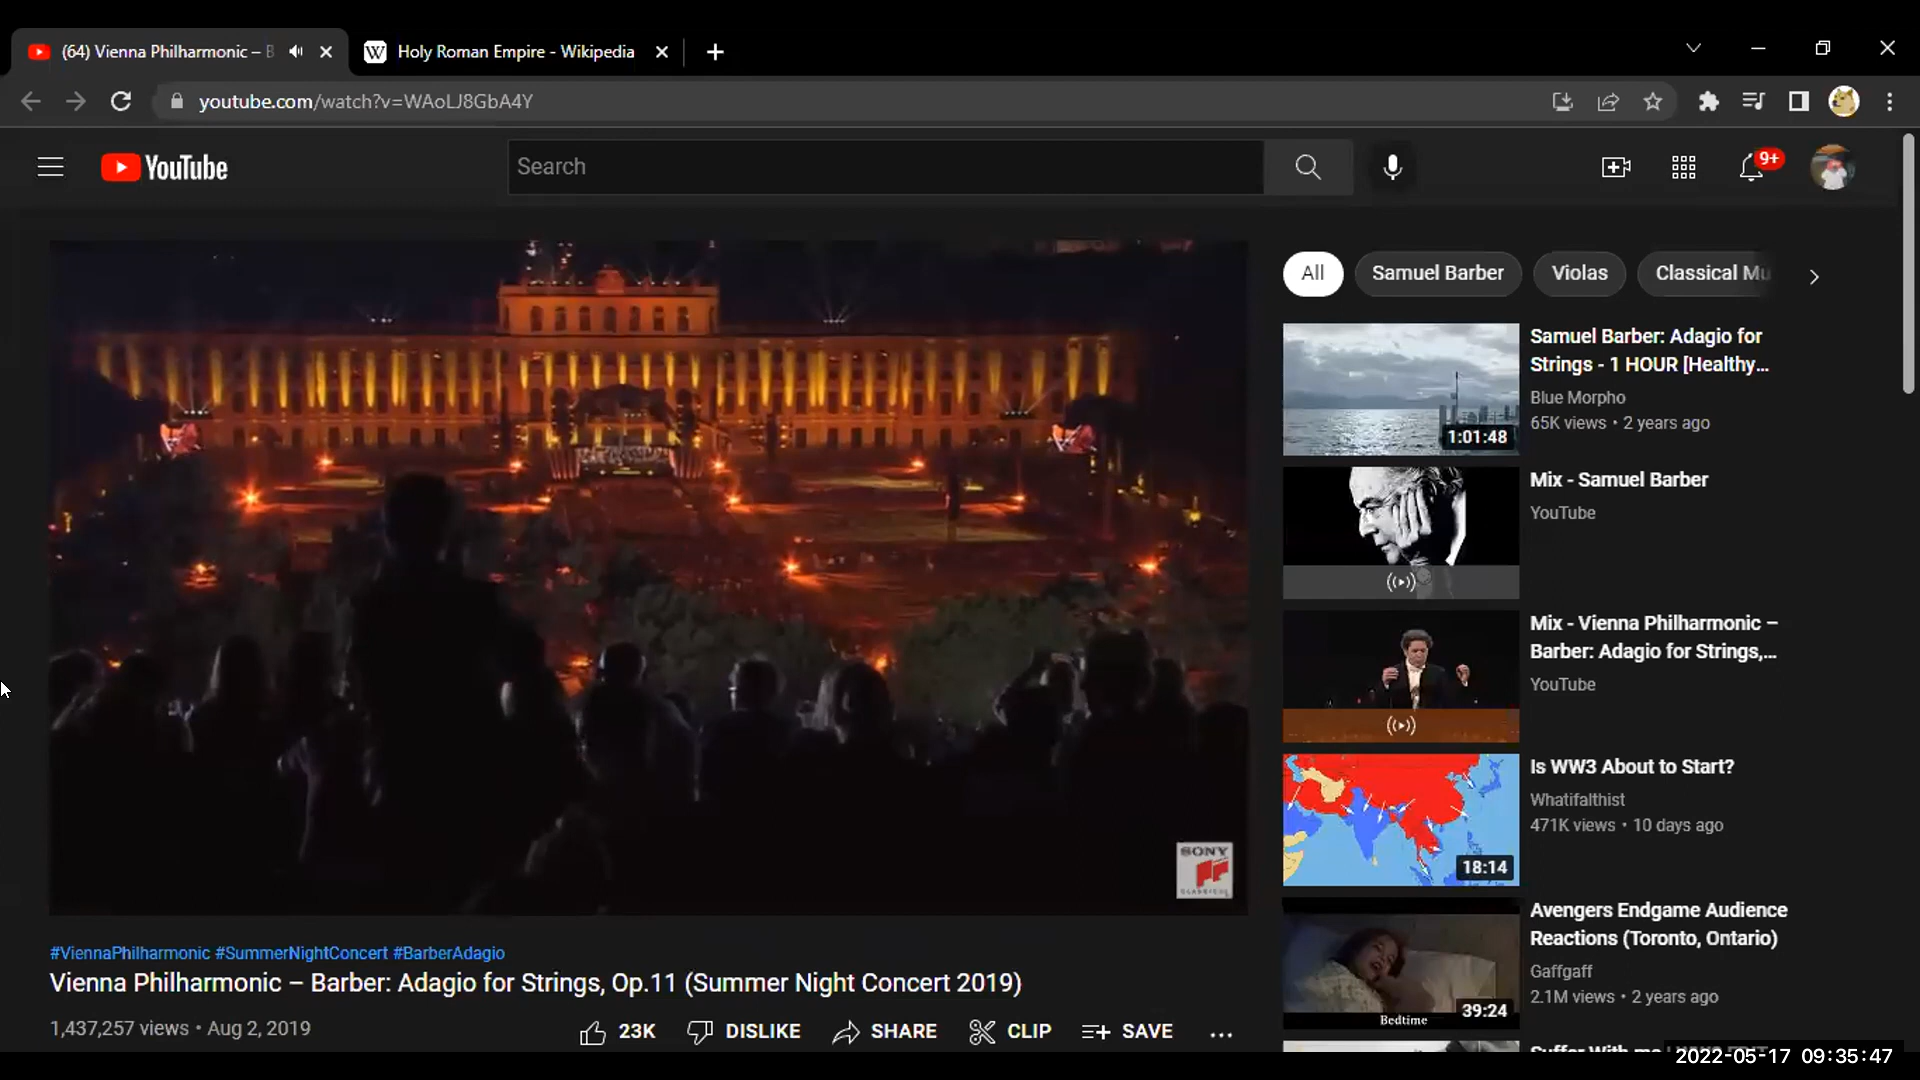 (64) Vienna Philharmonic – B
Holy Roman Empire - Wikipedia
youtube.com/watch?v=WAoLJ8GbA4Y
YouTube
Search
9+
All
Samuel Barber
Violas
Classical Mu
Samuel Barber: Adagio for
Strings - 1 HOUR [Healthy...
Blue Morpho
65K views • 2 years ago
1:01:48
Mix - Samuel Barber
YouTube
Mix - Vienna Philharmonic –
Barber: Adagio for Strings,...
YouTube
Is WW3 About to Start?
Whatifalthist
471K views • 10 days ago
18:14
SONY
CLASSICAL
Avengers Endgame Audience
Reactions (Toronto, Ontario)
Gaffgaff
2.1M views • 2 years ago
39:24
Bedtime
#ViennaPhilharmonic #SummerNightConcert #BarberAdagio
Vienna Philharmonic – Barber: Adagio for Strings, Op.11 (Summer Night Concert 2019)
1,437,257 views • Aug 2, 2019
23K
DISLIKE
SHARE
CLIP
SAVE
Suffer With me
2022-05-17 09:35:47